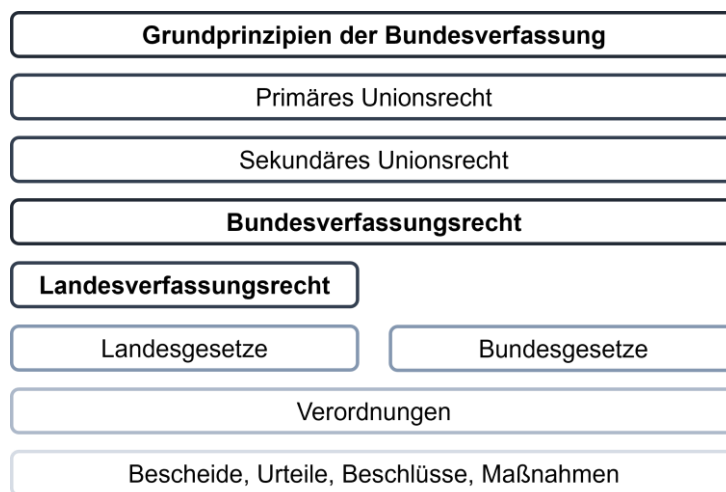 Grundprinzipien der Bundesverfassung
Primäres Unionsrecht
Sekundäres Unionsrecht
Bundesverfassungsrecht
Landesverfassungsrecht
Landesgesetze
Bundesgesetze
Verordnungen
Bescheide, Urteile, Beschlüsse, Maßnahmen